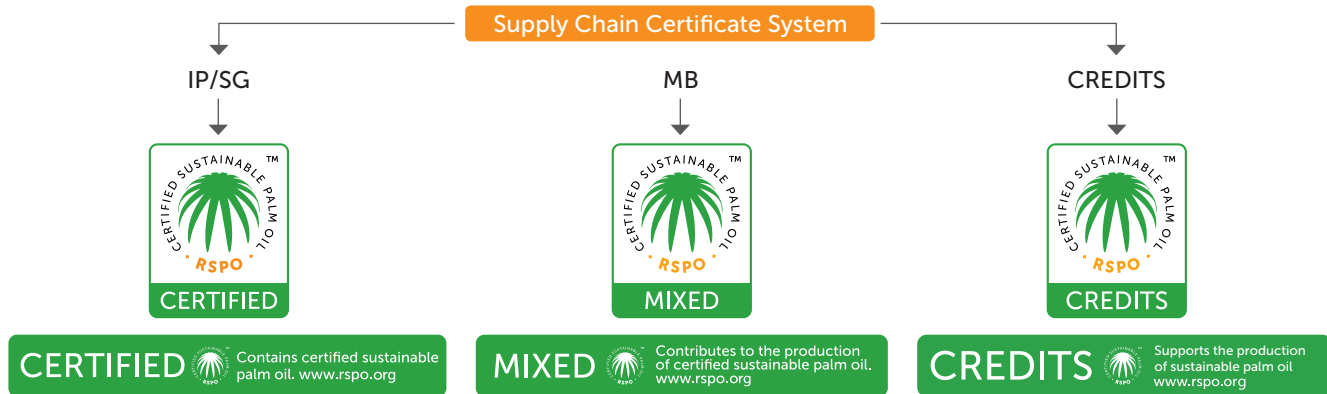 Supply Chain Certificate System
IP/SG
MB
CREDITS
CERTIFIED SUSTAINABLE PALM OIL TM
RSPO
CERTIFIED
CERTIFIED SUSTAINABLE PALM OIL TM
RSPO
MIXED
CERTIFIED SUSTAINABLE PALM OIL TM
RSPO
CREDITS
CERTIFIED
RSPO
Contains certified sustainable
palm oil. www.rspo.org
MIXED
RSPO
Contributes to the production
of certified sustainable palm oil.
www.rspo.org
CREDITS
RSPO
Supports the production
of sustainable palm oil
www.rspo.org